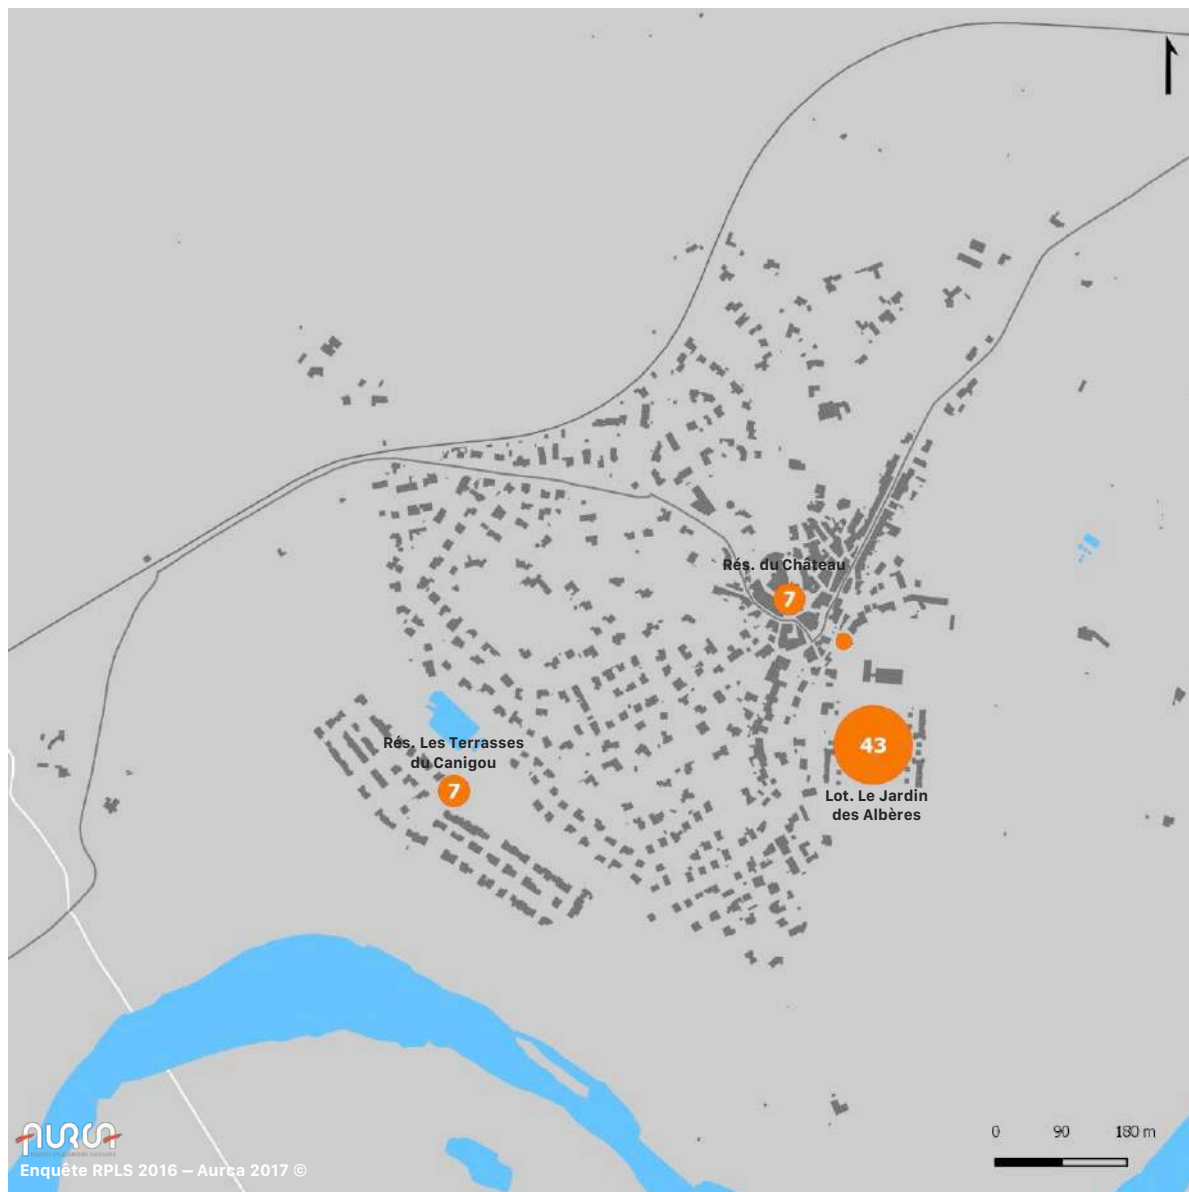 Rés. du Château
7
43
Rés. Les Terrasses
du Canigou
7
Lot. Le Jardin
des Albères
0 90 180 m
AURCA
Enquête RPLS 2016 – Aurca 2017 ©